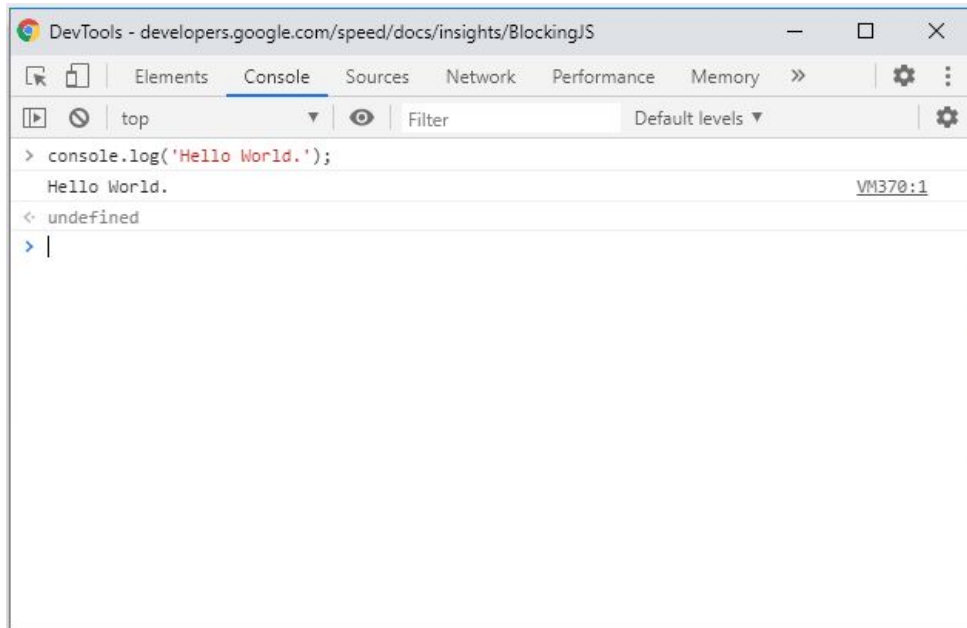 DevTools - developers.google.com/speed/docs/insights/BlockingJS
Elements Console Sources Network Performance Memory »
top Filter Default levels ▼
> console.log('Hello World.');
Hello World. VM370:1
<· undefined
>